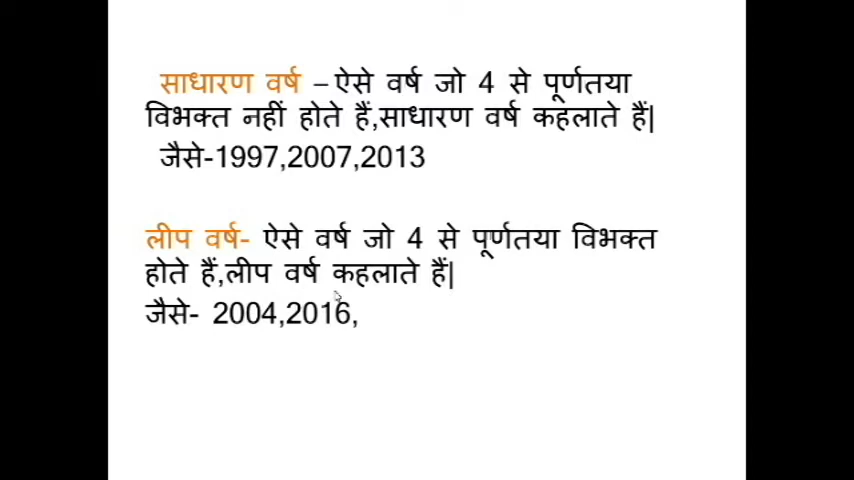 साधारण वर्ष – ऐसे वर्ष जो 4 से पूर्णतया
विभक्त नहीं होते हैं,साधारण वर्ष कहलाते हैं|
जैसे-1997,2007,2013
लीप वर्ष- ऐसे वर्ष जो 4 से पूर्णतया विभक्त
होते हैं,लीप वर्ष कहलाते हैं|
जैसे- 2004,2016,